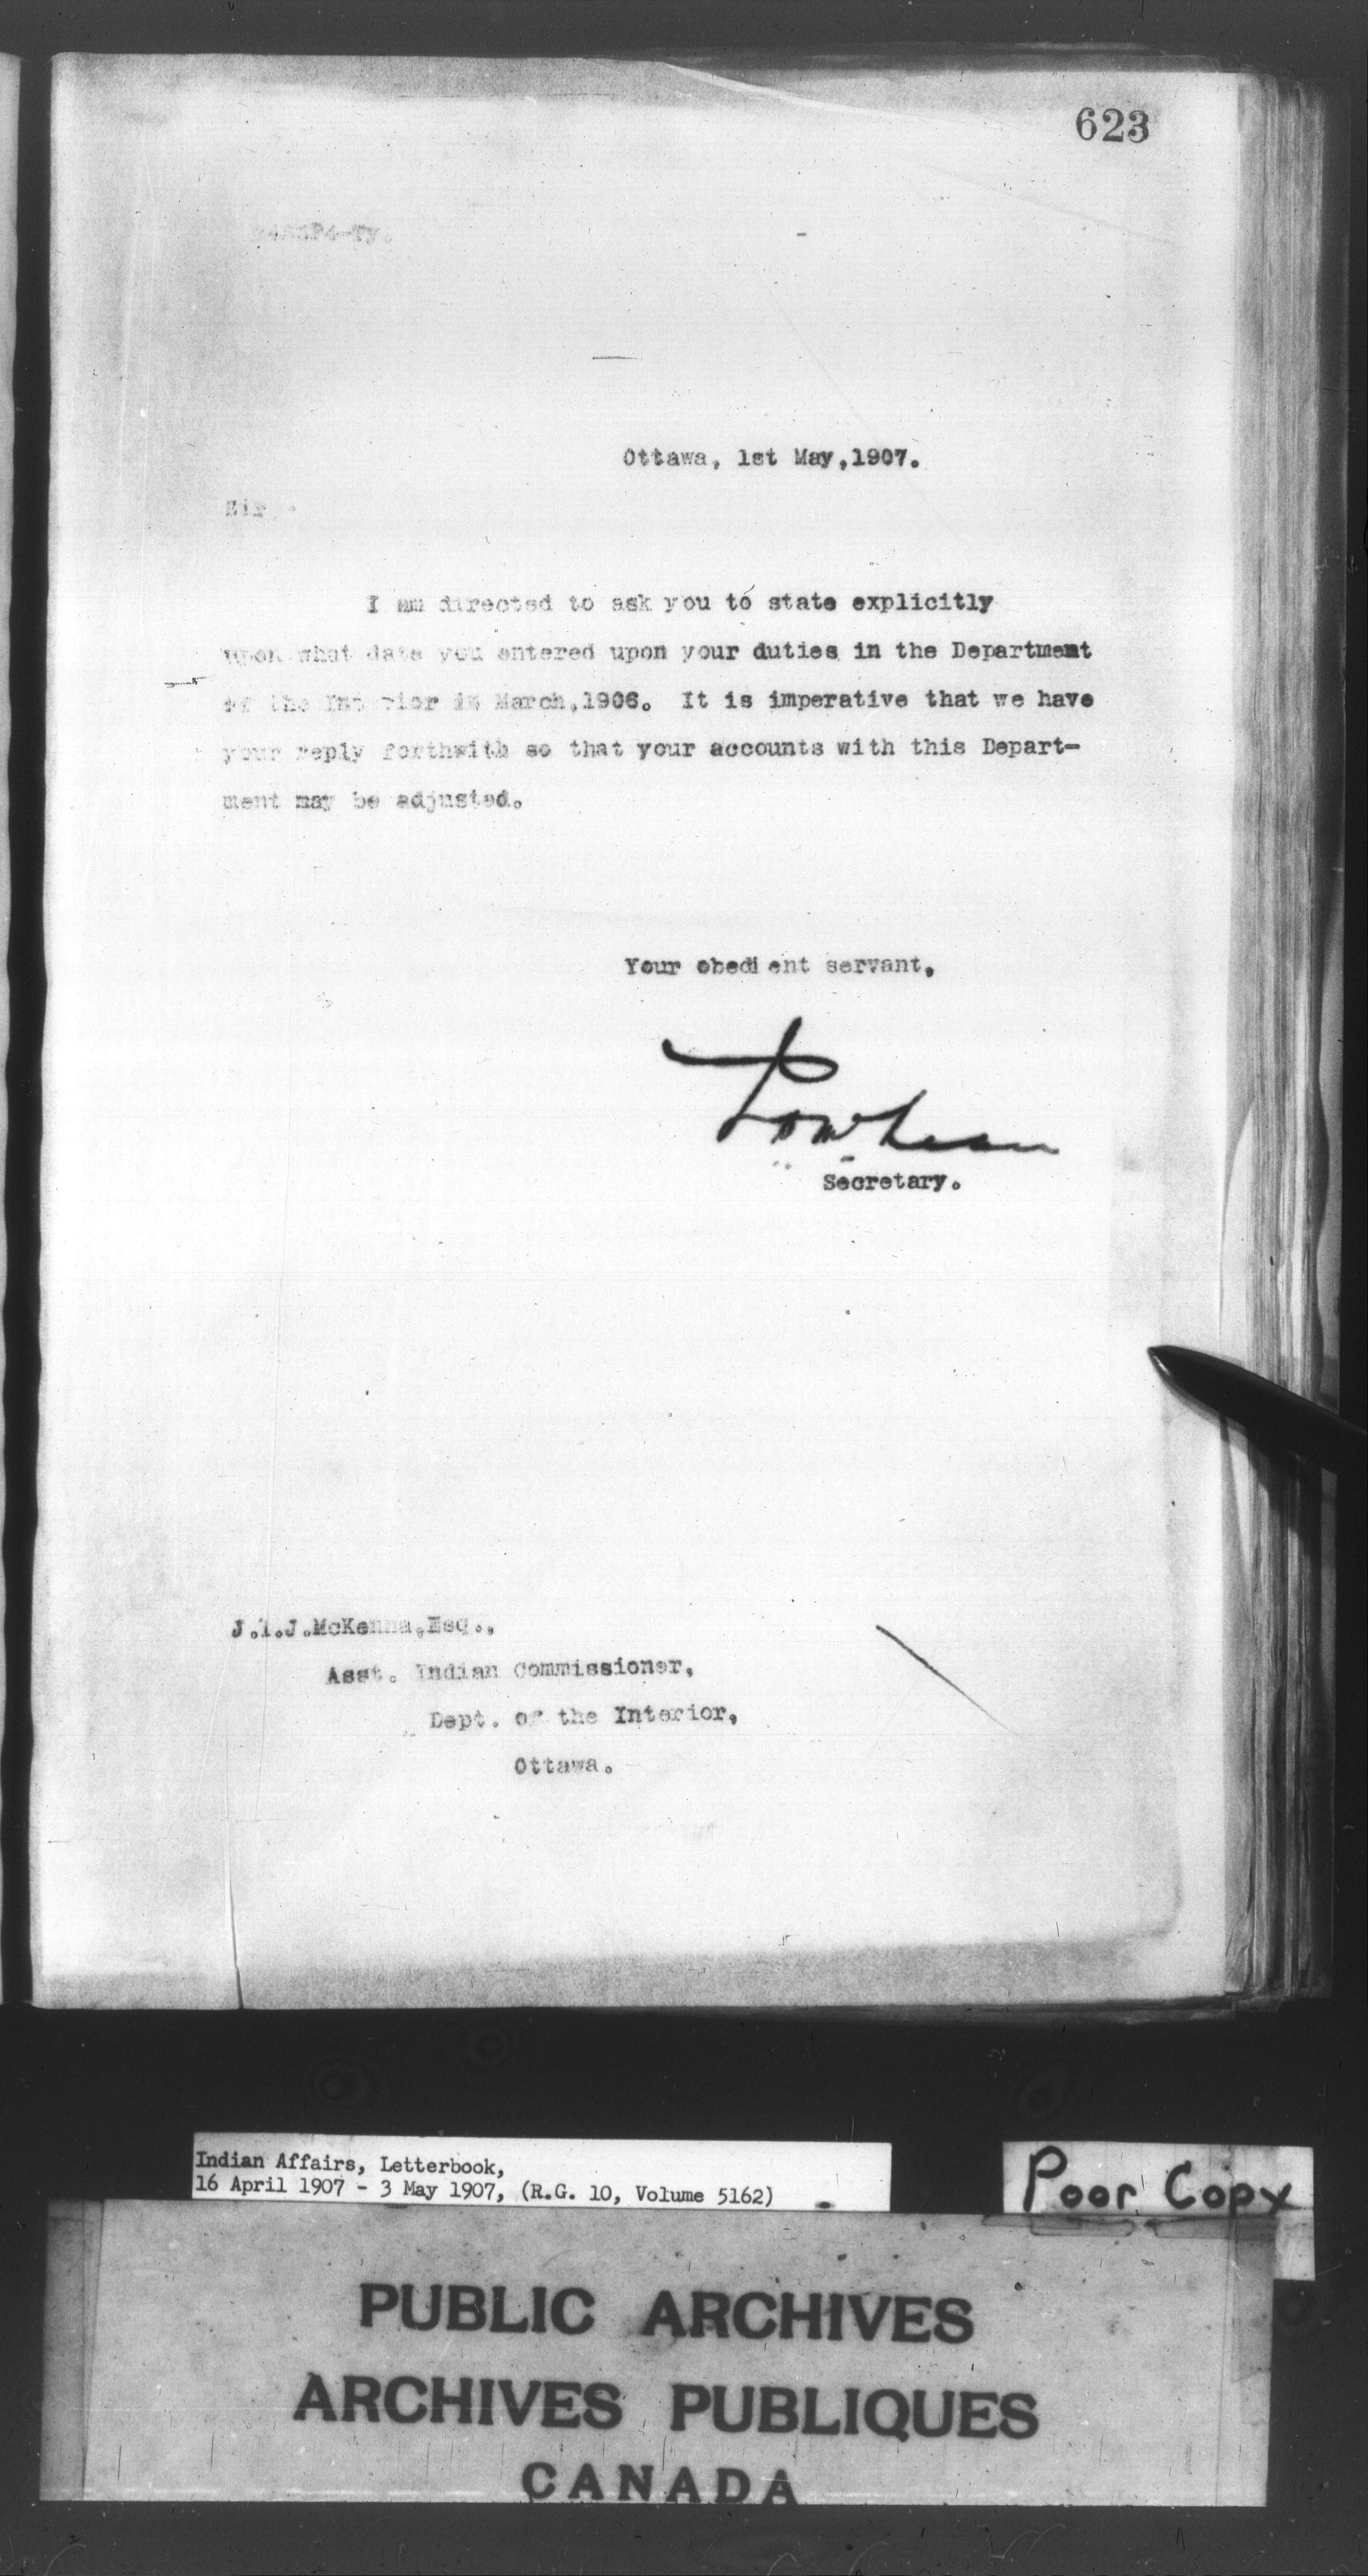 623
Ottawa, 1st May,1907.
Sir,-
I am directed to ask you to state explicitly
upon what date you entered upon your duties in the Department
of the Interior in March,1906. It is imperative that we have
your reply forthwith so that your accounts with this Depart-
ment may be adjusted.
Your obedient servant,
Secretary.
J.A.J.McKenna,Esq.,
Asst. Indian Commissioner,
Dept. of the Interior,
Ottawa.
Indian Affairs, Letterbook,
16 April 1907 - 3 May 1907, (R.G. 10, Volume 5162)
Poor Copy
PUBLIC ARCHIVES
ARCHIVES PUBLIQUES
CANADA